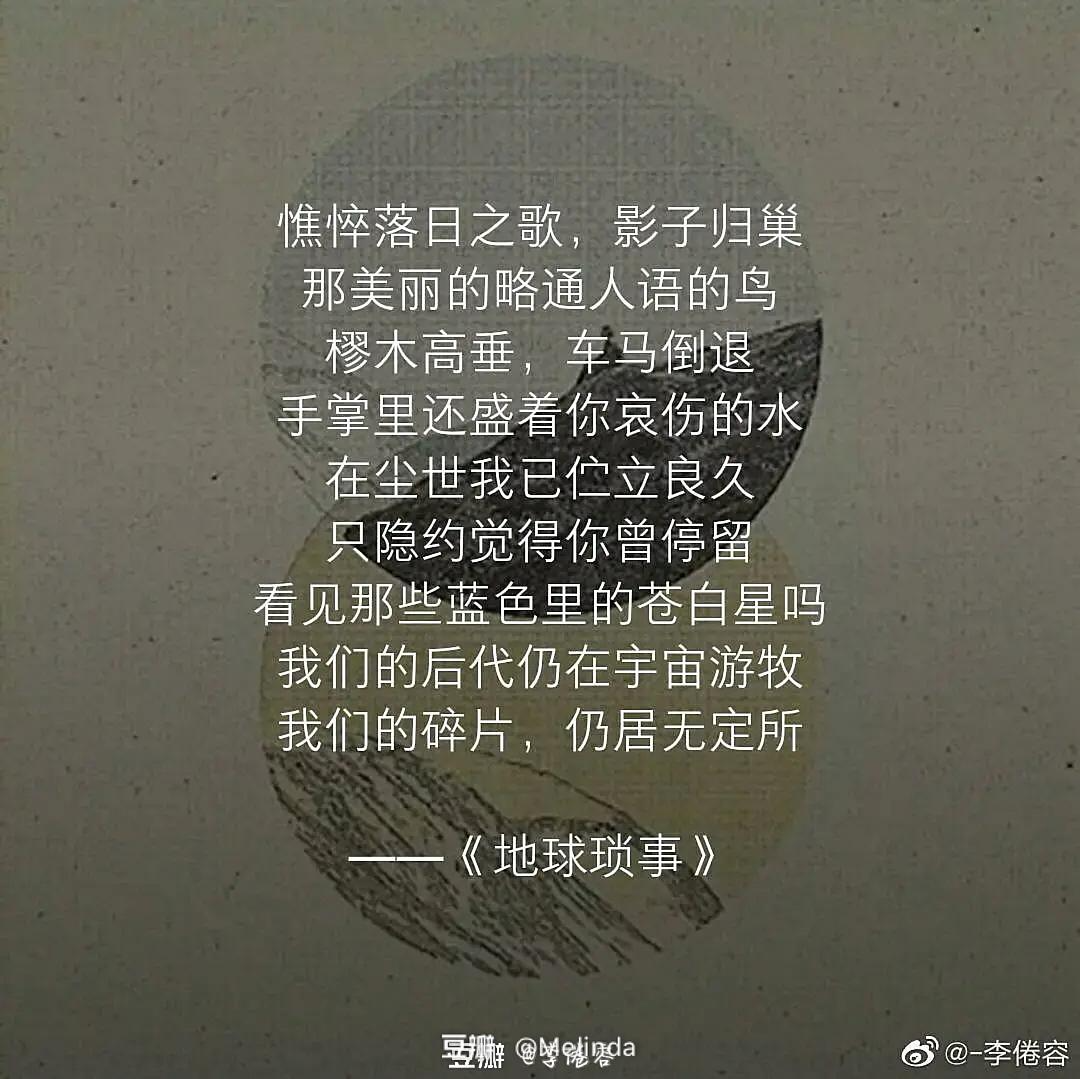 憔悴落日之歌，影子归巢
那美丽的略通人语的鸟
樛木高垂，车马倒退
手掌里还盛着你哀伤的水
在尘世我已伫立良久
只隐约觉得你曾停留
看见那些蓝色里的苍白星吗
我们的后代仍在宇宙游牧
我们的碎片，仍居无定所
——《地球琐事》
豆瓣 @Melinda
@-李倦容